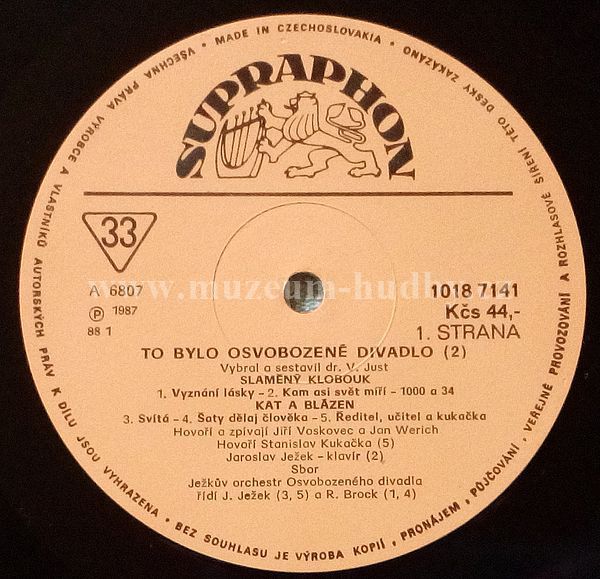 SUPRAPHON
VŠECHNA PRÁVA VÝROBCE A VLASTNÍKŮ AUTORSKÝCH PRÁV K DÍLU JSOU VYHRAZENA • BEZ SOUHLASU JE VÝROBA KOPIÍ, PRONÁJEM, PŮJČOVÁNÍ, VEŘEJNÉ PROVOZOVÁNÍ A ROZHLASOVÉ ŠÍŘENÍ TÉTO DESKY ZAKÁZÁNO • MADE IN CZECHOSLOVAKIA •
33
www.muzeum-hudby.cz
A 6807
Ⓟ 1987
88 1
1018 7141
Kčs 44,-
1. STRANA
TO BYLO OSVOBOZENÉ DIVADLO (2)
Vybral a sestavil dr. V. Just
SLAMĚNÝ KLOBOUK
1. Vyznání lásky – 2. Kam asi svět míří – 1000 a 34
KAT A BLÁZEN
3. Svítá – 4. Šaty dělaj člověka – 5. Ředitel, učitel a kukačka
Hovoří a zpívají Jiří Voskovec a Jan Werich
Hovoří Stanislav Kukačka (5)
Jaroslav Ježek – klavír (2)
Sbor
Ježkův orchestr Osvobozeného divadla
řídí J. Ježek (3, 5) a R. Brock (1, 4)